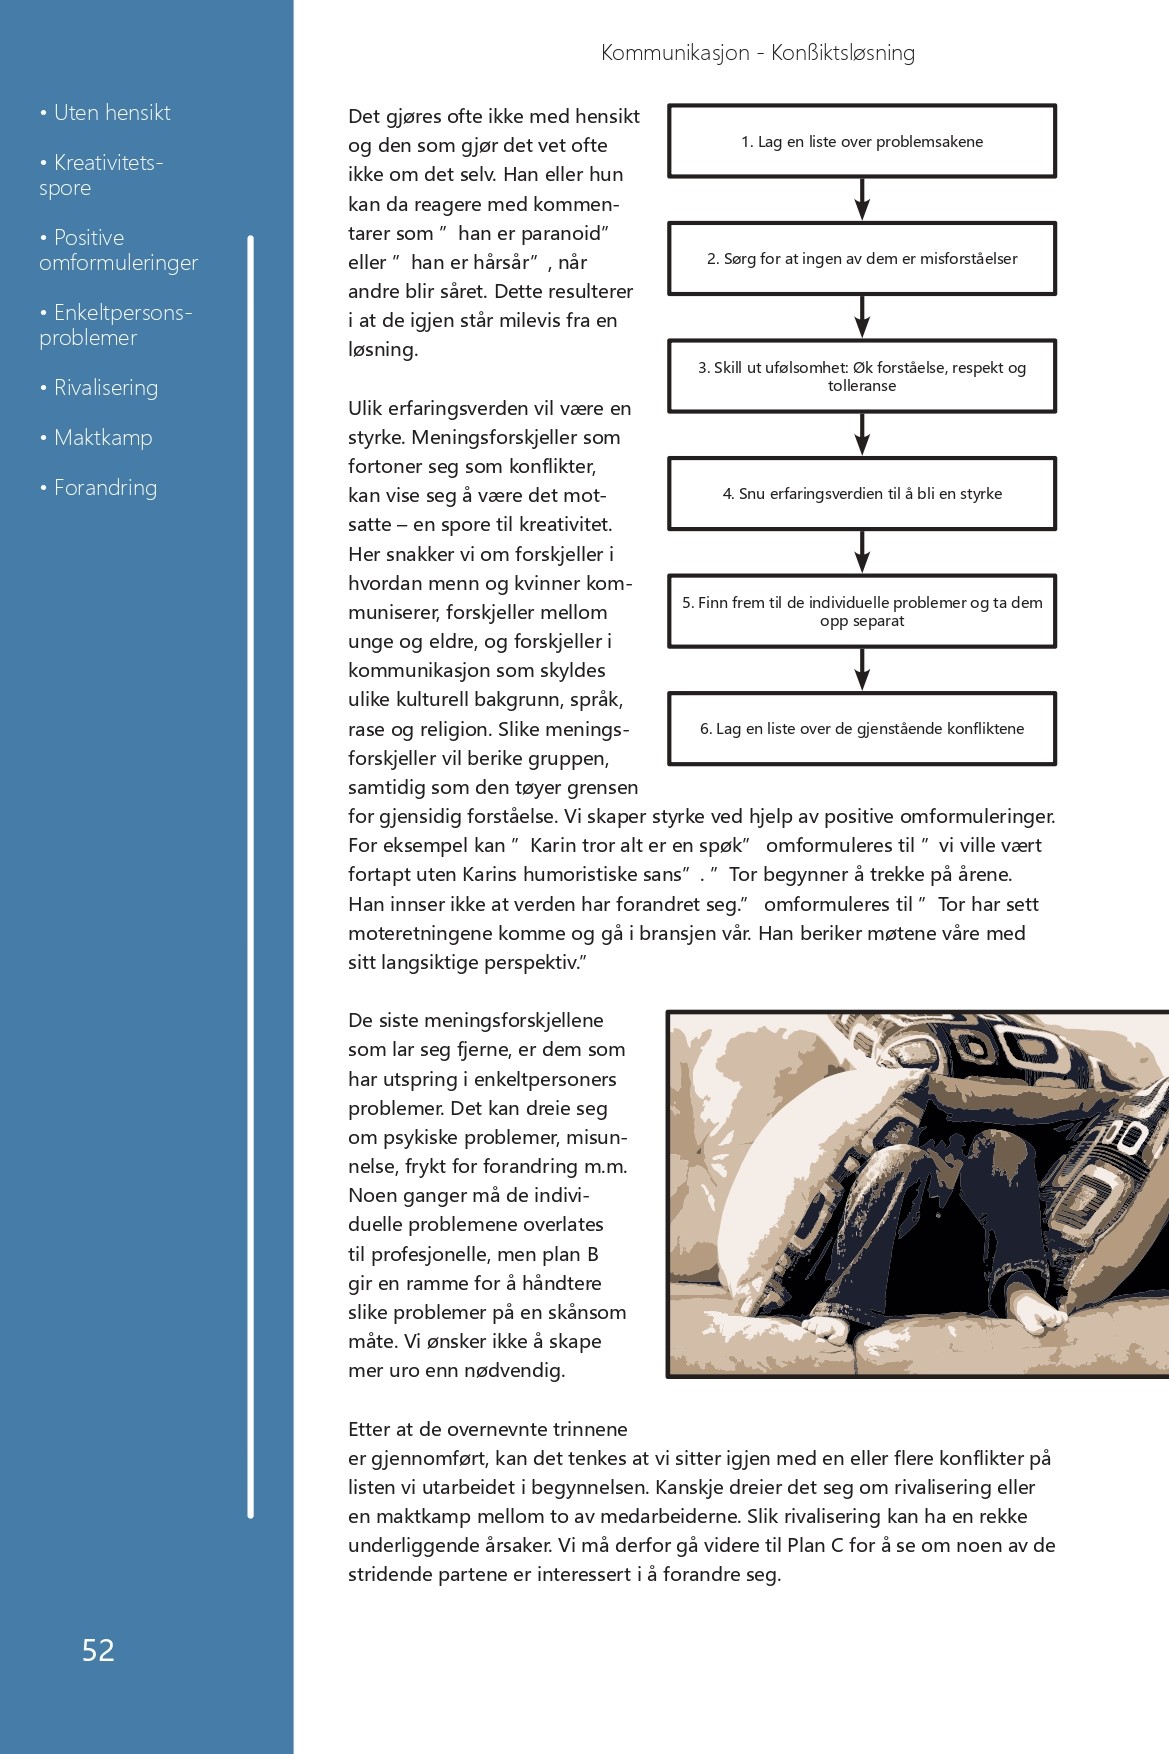 Kommunikasjon - Konßiktsløsning
• Uten hensikt
• Kreativitets-
spore
• Positive
omformuleringer
• Enkeltpersons-
problemer
• Rivalisering
• Maktkamp
• Forandring
Det gjøres ofte ikke med hensikt
og den som gjør det vet ofte
ikke om det selv. Han eller hun
kan da reagere med kommen-
tarer som ” han er paranoid”
eller ” han er hårsår” , når
andre blir såret. Dette resulterer
i at de igjen står milevis fra en
løsning.
Ulik erfaringsverden vil være en
styrke. Meningsforskjeller som
fortoner seg som konflikter,
kan vise seg å være det mot-
satte – en spore til kreativitet.
Her snakker vi om forskjeller i
hvordan menn og kvinner kom-
muniserer, forskjeller mellom
unge og eldre, og forskjeller i
kommunikasjon som skyldes
ulike kulturell bakgrunn, språk,
rase og religion. Slike menings-
forskjeller vil berike gruppen,
samtidig som den tøyer grensen
for gjensidig forståelse. Vi skaper styrke ved hjelp av positive omformuleringer.
For eksempel kan ” Karin tror alt er en spøk” omformuleres til ” vi ville vært
fortapt uten Karins humoristiske sans” . ” Tor begynner å trekke på årene.
Han innser ikke at verden har forandret seg.” omformuleres til ” Tor har sett
moteretningene komme og gå i bransjen vår. Han beriker møtene våre med
sitt langsiktige perspektiv.”
1. Lag en liste over problemsakene
2. Sørg for at ingen av dem er misforståelser
3. Skill ut ufølsomhet: Øk forståelse, respekt og
tolleranse
4. Snu erfaringsverdien til å bli en styrke
5. Finn frem til de individuelle problemer og ta dem
opp separat
6. Lag en liste over de gjenstående konfliktene
De siste meningsforskjellene
som lar seg fjerne, er dem som
har utspring i enkeltpersoners
problemer. Det kan dreie seg
om psykiske problemer, misun-
nelse, frykt for forandring m.m.
Noen ganger må de indivi-
duelle problemene overlates
til profesjonelle, men plan B
gir en ramme for å håndtere
slike problemer på en skånsom
måte. Vi ønsker ikke å skape
mer uro enn nødvendig.
Etter at de overnevnte trinnene
er gjennomført, kan det tenkes at vi sitter igjen med en eller flere konflikter på
listen vi utarbeidet i begynnelsen. Kanskje dreier det seg om rivalisering eller
en maktkamp mellom to av medarbeiderne. Slik rivalisering kan ha en rekke
underliggende årsaker. Vi må derfor gå videre til Plan C for å se om noen av de
stridende partene er interessert i å forandre seg.
52